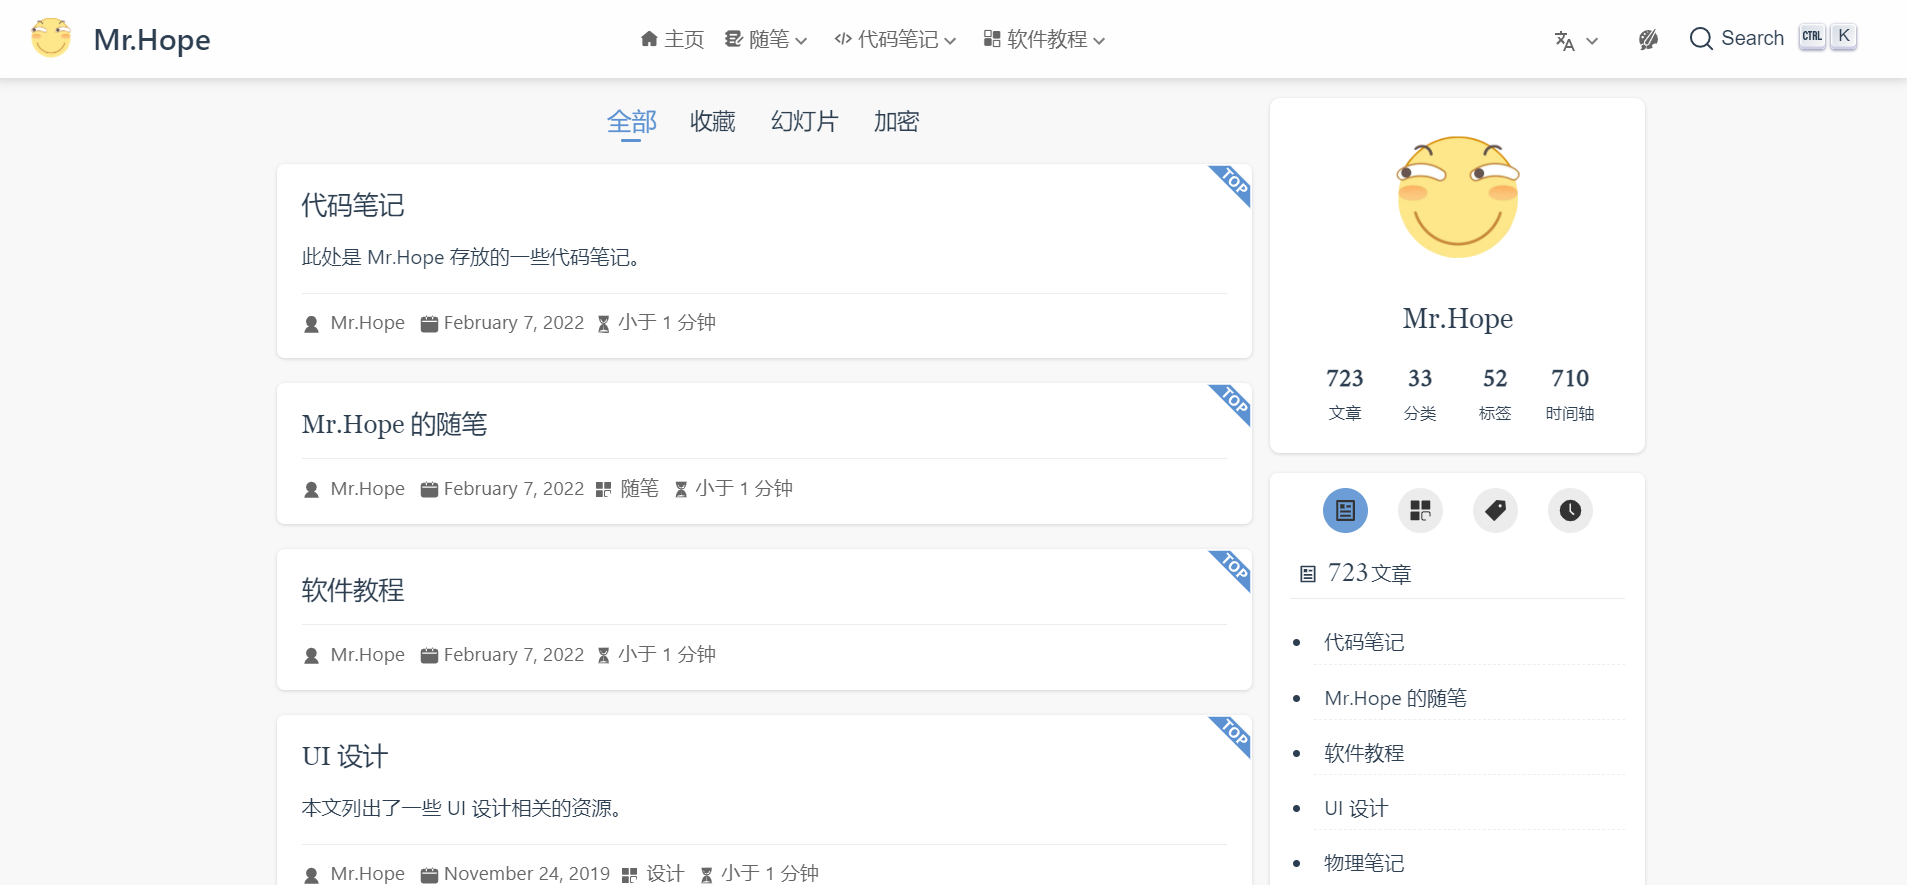 Mr.Hope
主页 随笔 代码笔记 软件教程
Search CTRL K
全部 收藏 幻灯片 加密
TOP
代码笔记
此处是 Mr.Hope 存放的一些代码笔记。
Mr.Hope February 7, 2022 小于 1 分钟
TOP
Mr.Hope 的随笔
Mr.Hope February 7, 2022 随笔 小于 1 分钟
TOP
软件教程
Mr.Hope February 7, 2022 小于 1 分钟
TOP
UI 设计
本文列出了一些 UI 设计相关的资源。
Mr.Hope November 24, 2019 设计 小于 1 分钟
Mr.Hope
723 33 52 710
文章 分类 标签 时间轴
723文章
代码笔记
Mr.Hope 的随笔
软件教程
UI 设计
物理笔记